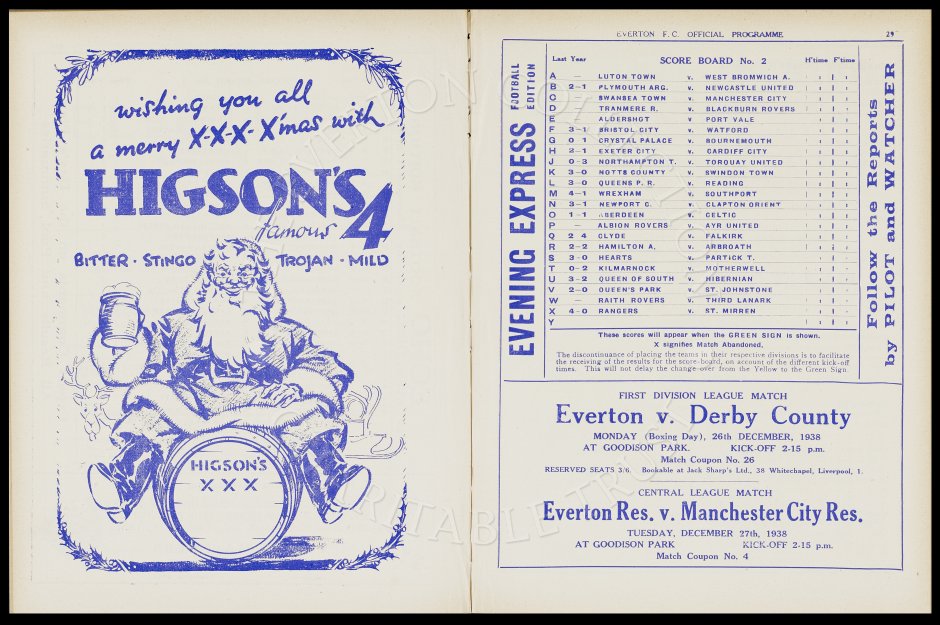 wishing you all
a merry X-X-X-X'mas with
HIGSON'S
famous 4
BITTER · STINGO TROJAN · MILD
HIGSON'S
X X X
EVERTON F.C. OFFICIAL PROGRAMME 29
EVENING EXPRESS FOOTBALL EDITION
Last Year SCORE BOARD No. 2 H'time F'time
A — LUTON TOWN v. WEST BROMWICH A.
B 2-1 PLYMOUTH ARG. v. NEWCASTLE UNITED
C SWANSEA TOWN v. MANCHESTER CITY
D TRANMERE R. v. BLACKBURN ROVERS
E ALDERSHOT v. PORT VALE
F 3-1 BRISTOL CITY v. WATFORD
G 0 1 CRYSTAL PALACE v. BOURNEMOUTH
H 2-1 EXETER CITY v. CARDIFF CITY
J 0-3 NORTHAMPTON T. v. TORQUAY UNITED
K 3-0 NOTTS COUNTY v. SWINDON TOWN
L 3-0 QUEENS P. R. v. READING
M 4-1 WREXHAM v. SOUTHPORT
N 3-1 NEWPORT C. v. CLAPTON ORIENT
O 1-1 ABERDEEN v. CELTIC
P — ALBION ROVERS v. AYR UNITED
Q 2 4 CLYDE v. FALKIRK
R 2-2 HAMILTON A, v. ARBROATH
S 3-0 HEARTS v. PARTICK T.
T 0-2 KILMARNOCK v. MOTHERWELL
U 3-2 QUEEN OF SOUTH v. HIBERNIAN
V 2-0 QUEEN'S PARK v. ST. JOHNSTONE
W — RAITH ROVERS v. THIRD LANARK
X 4-0 RANGERS v. ST. MIRREN
Y
These scores will appear when the GREEN SIGN is shown.
X signifies Match Abandoned.
The discontinuance of placing the teams in their respective divisions is to facilitate
the receiving of the results for the score-board, on account of the different kick-off
times. This will not delay the change-over from the Yellow to the Green Sign.
Follow the Reports
by PILOT and WATCHER
FIRST DIVISION LEAGUE MATCH
Everton v. Derby County
MONDAY (Boxing Day), 26th DECEMBER, 1938
AT GOODISON PARK. KICK-OFF 2-15 p.m.
Match Coupon No. 26
RESERVED SEATS 3/6. Bookable at Jack Sharp's Ltd., 38 Whitechapel, Liverpool, 1.
CENTRAL LEAGUE MATCH
Everton Res. v. Manchester City Res.
TUESDAY, DECEMBER 27th, 1938
AT GOODISON PARK KICK-OFF 2-15 p.m.
Match Coupon No. 4